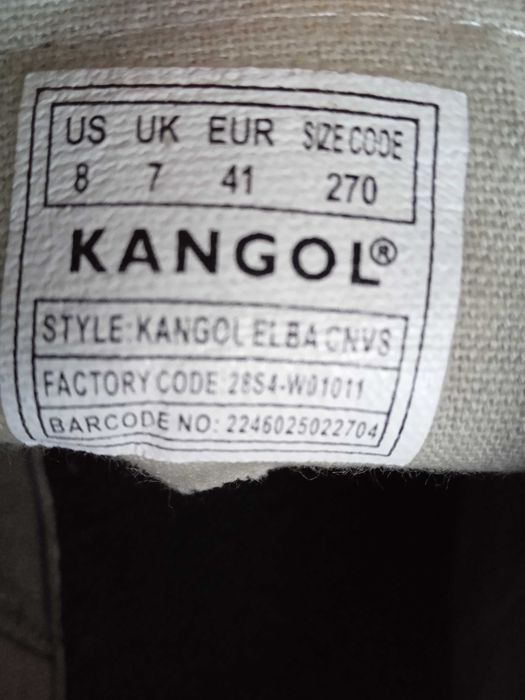 US UK EUR SIZE CODE
8 7 41 270
KANGOL®
STYLE:KANGOL ELBA CNVS
FACTORY CODE 28S4-W01011
BARCODE NO: 2246025022704